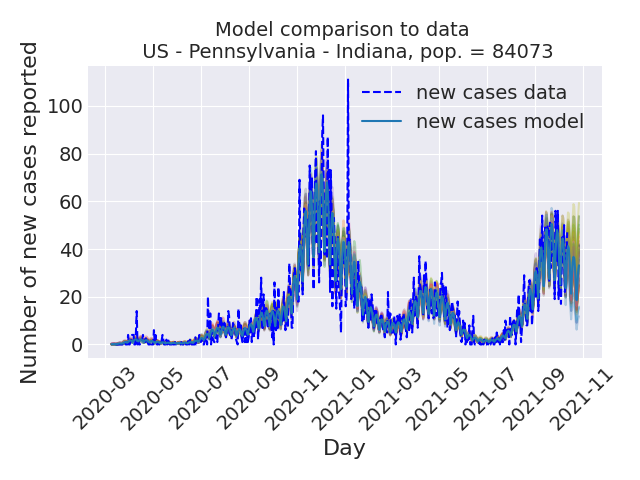 Model comparison to data
US - Pennsylvania - Indiana, pop. = 84073
Number of new cases reported
100
80
60
40
20
0
new cases data
new cases model
2020-03
2020-05
2020-07
2020-09
2020-11
2021-01
2021-03
2021-05
2021-07
2021-09
2021-11
Day